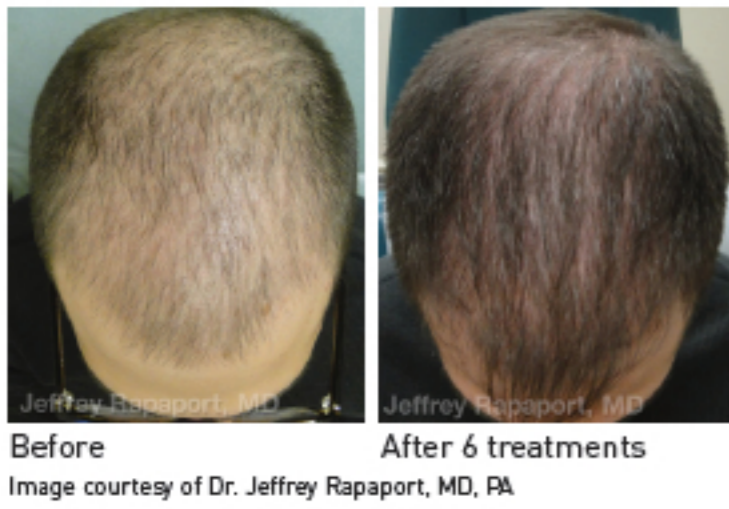 Jeffrey Rapaport, MD
Jeffrey Rapaport, MD
Before
After 6 treatments
Image courtesy of Dr. Jeffrey Rapaport, MD, PA